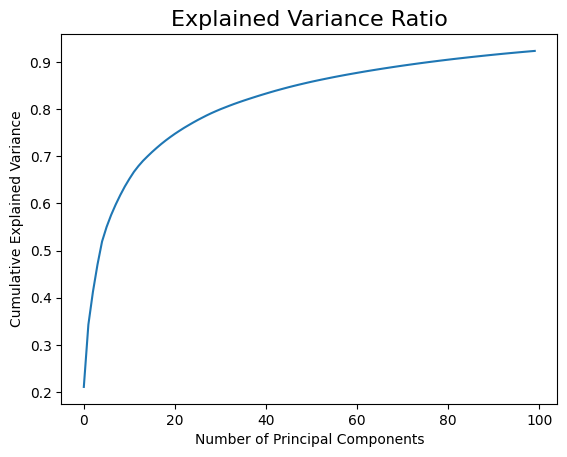 Explained Variance Ratio
Cumulative Explained Variance
0.9
0.8
0.7
0.6
0.5
0.4
0.3
0.2
0 20 40 60 80 100
Number of Principal Components